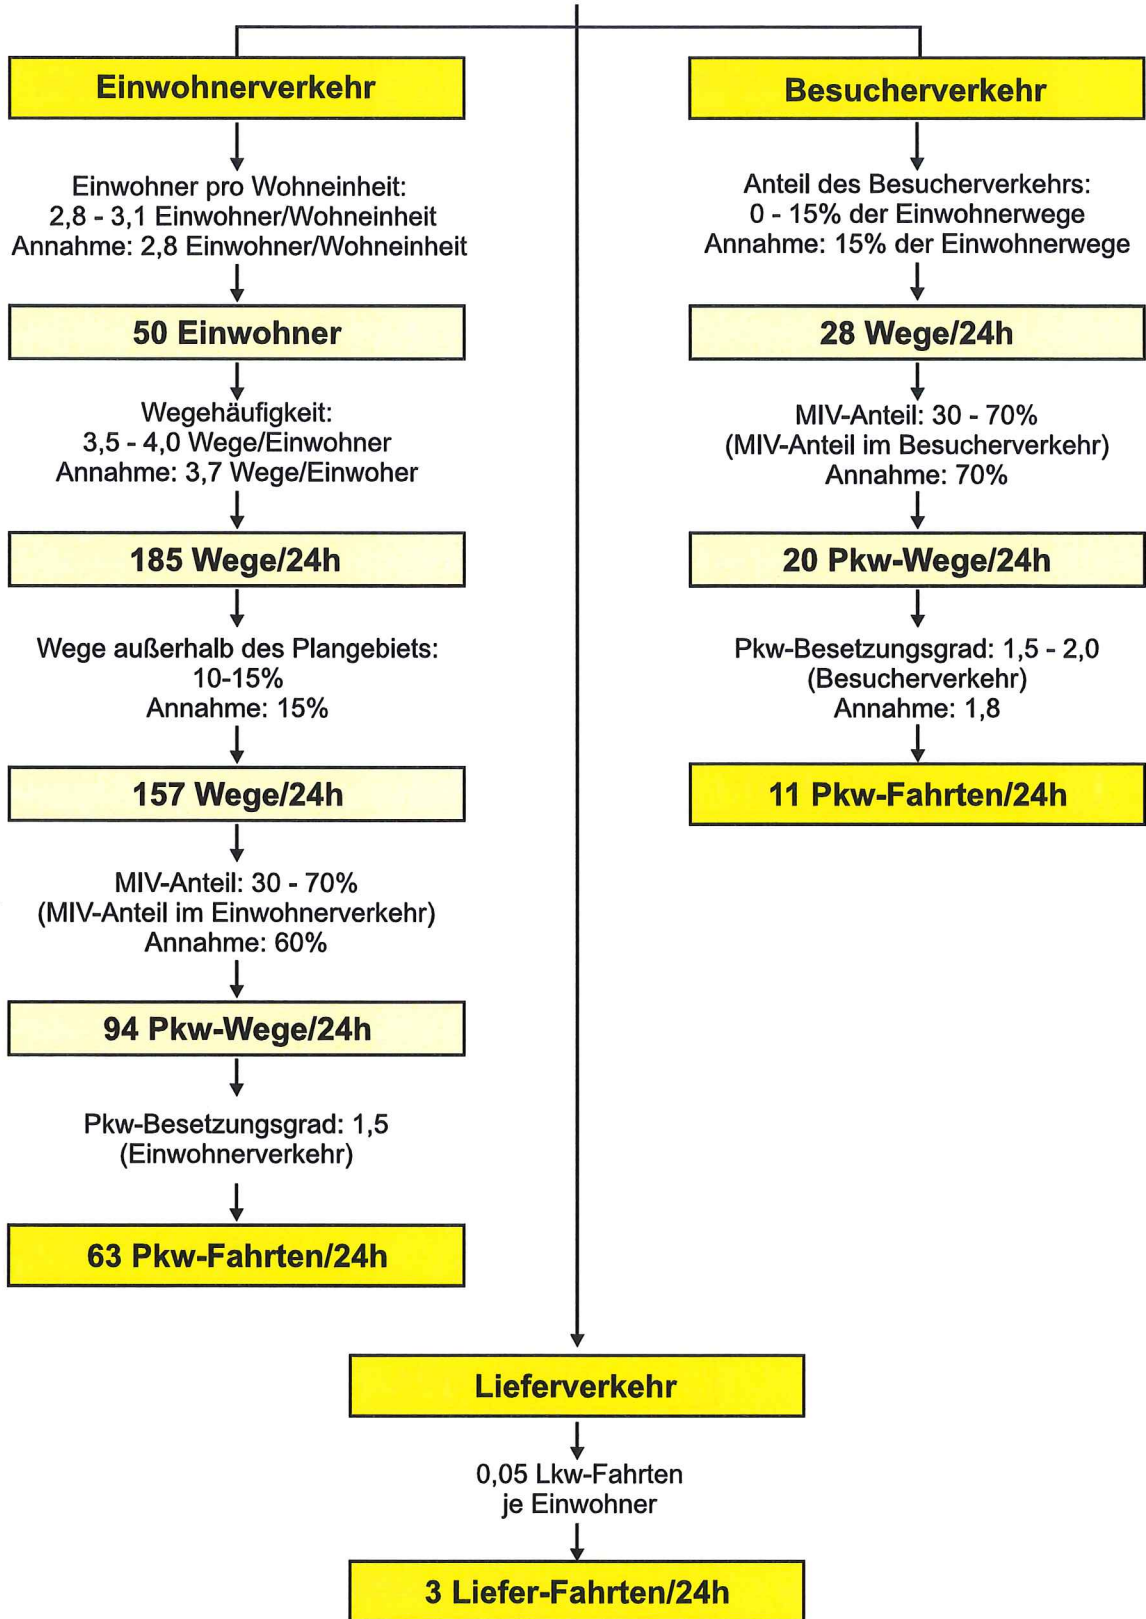 Einwohnerverkehr
Einwohner pro Wohneinheit:
2,8 - 3,1 Einwohner/Wohneinheit
Annahme: 2,8 Einwohner/Wohneinheit
50 Einwohner
Wegehäufigkeit:
3,5 - 4,0 Wege/Einwohner
Annahme: 3,7 Wege/Einwoher
185 Wege/24h
Wege außerhalb des Plangebiets:
10-15%
Annahme: 15%
157 Wege/24h
MIV-Anteil: 30 - 70%
(MIV-Anteil im Einwohnerverkehr)
Annahme: 60%
94 Pkw-Wege/24h
Pkw-Besetzungsgrad: 1,5
(Einwohnerverkehr)
63 Pkw-Fahrten/24h
Besucherverkehr
Anteil des Besucherverkehrs:
0 - 15% der Einwohnerwege
Annahme: 15% der Einwohnerwege
28 Wege/24h
MIV-Anteil: 30 - 70%
(MIV-Anteil im Besucherverkehr)
Annahme: 70%
20 Pkw-Wege/24h
Pkw-Besetzungsgrad: 1,5 - 2,0
(Besucherverkehr)
Annahme: 1,8
11 Pkw-Fahrten/24h
Lieferverkehr
0,05 Lkw-Fahrten
je Einwohner
3 Liefer-Fahrten/24h